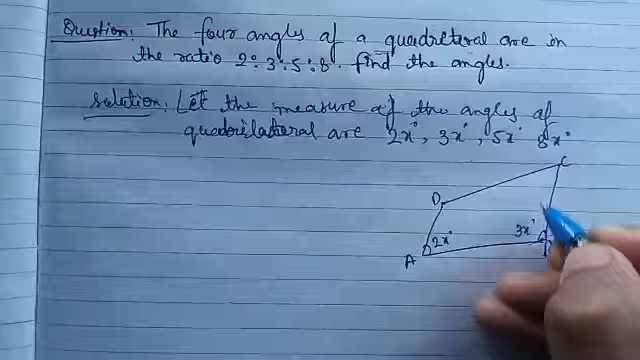 Question: The four angles of a quadreteral are in
the ratio 2:3:5:8. find the angles.
Solution: Let the measure of the angles of
quadrilateral are 2x°, 3x°, 5x° 8x°
C
D
3x°
2x°
A